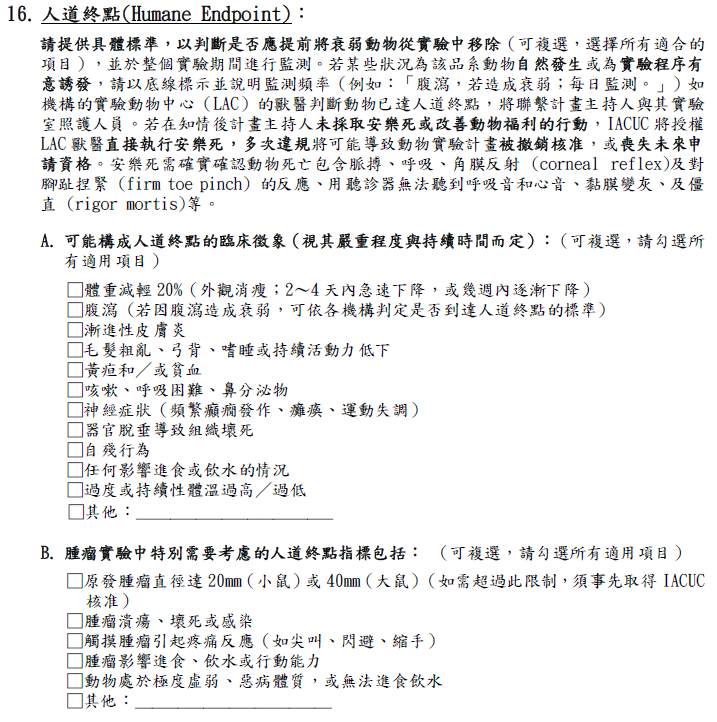 16. 人道終點(Humane Endpoint)：
請提供具體標準，以判斷是否應提前將衰弱動物從實驗中移除（可複選，選擇所有適合的
項目），並於整個實驗期間進行監測。若某些狀況為該品系動物自然發生或為實驗程序有
意誘發，請以底線標示並說明監測頻率（例如：「腹瀉，若造成衰弱；每日監測。」）如
機構的實驗動物中心（LAC）的獸醫判斷動物已達人道終點，將聯繫計畫主持人與其實驗
室照護人員。若在知情後計畫主持人未採取安樂死或改善動物福利的行動，IACUC 將授權
LAC 獸醫直接執行安樂死，多次違規將可能導致動物實驗計畫被撤銷核准，或喪失未來申
請資格。安樂死需確實確認動物死亡包含脈搏、呼吸、角膜反射 (corneal reflex)及對
腳趾捏緊 (firm toe pinch) 的反應、用聽診器無法聽到呼吸音和心音、黏膜變灰、及僵
直 (rigor mortis)等。
A. 可能構成人道終點的臨床徵象（視其嚴重程度與持續時間而定）：（可複選，請勾選所
有適用項目）
□體重減輕 20%（外觀消瘦；2～4 天內急速下降，或幾週內逐漸下降）
□腹瀉（若因腹瀉造成衰弱，可依各機構判定是否到達人道終點的標準）
□漸進性皮膚炎
□毛髮粗亂、弓背、嗜睡或持續活動力低下
□黃疸和／或貧血
□咳嗽、呼吸困難、鼻分泌物
□神經症狀（頻繁癲癇發作、癱瘓、運動失調）
□器官脫垂導致組織壞死
□自殘行為
□任何影響進食或飲水的情況
□過度或持續性體溫過高／過低
□其他：____________________
B. 腫瘤實驗中特別需要考慮的人道終點指標包括： （可複選，請勾選所有適用項目）
□原發腫瘤直徑達 20mm（小鼠）或 40mm（大鼠）（如需超過此限制，須事先取得 IACUC
核准）
□腫瘤潰瘍、壞死或感染
□觸摸腫瘤引起疼痛反應（如尖叫、閃避、縮手）
□腫瘤影響進食、飲水或行動能力
□動物處於極度虛弱、惡病體質，或無法進食飲水
□其他：____________________